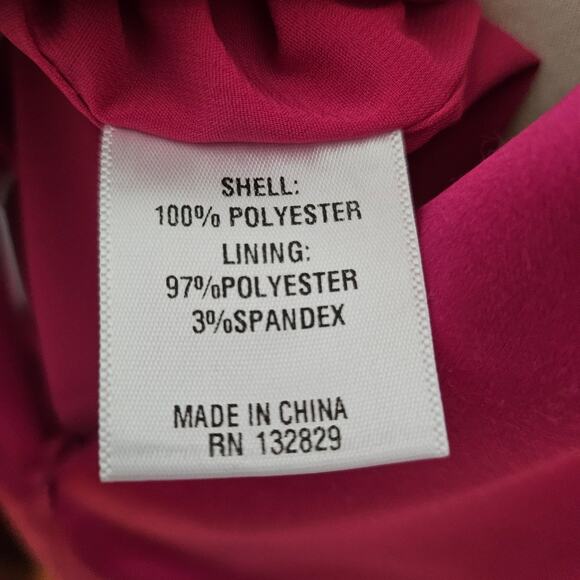 SHELL:
100% POLYESTER
LINING:
97%POLYESTER
3%SPANDEX
MADE IN CHINA
RN 132829